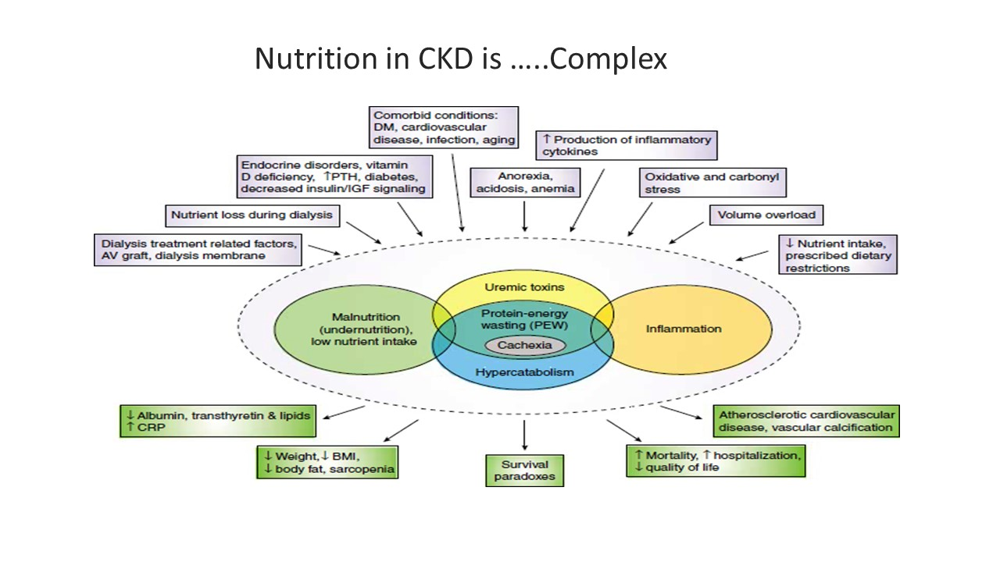 Nutrition in CKD is …..Complex
Comorbid conditions:
DM, cardiovascular
disease, infection, aging
↑ Production of inflammatory
cytokines
Endocrine disorders, vitamin
D deficiency, ↑PTH, diabetes,
decreased insulin/IGF signaling
Anorexia,
acidosis, anemia
Oxidative and carbonyl
stress
Nutrient loss during dialysis
Volume overload
Dialysis treatment related factors,
AV graft, dialysis membrane
↓ Nutrient intake,
prescribed dietary
restrictions
Uremic toxins
Malnutrition
(undernutrition),
low nutrient intake
Protein-energy
wasting (PEW)
Cachexia
Inflammation
Hypercatabolism
↓ Albumin, transthyretin & lipids
↑ CRP
↓ Weight, ↓ BMI,
↓ body fat, sarcopenia
Survival
paradoxes
↑ Mortality, ↑ hospitalization,
↓ quality of life
Atherosclerotic cardiovascular
disease, vascular calcification